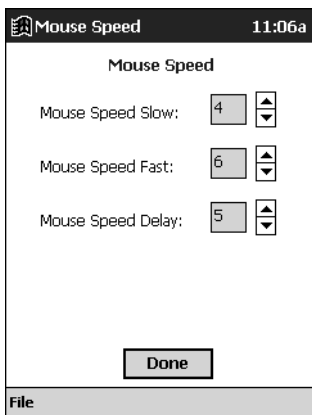 Mouse Speed 11:06a
Mouse Speed
Mouse Speed Slow: 4
Mouse Speed Fast: 6
Mouse Speed Delay: 5
Done
File